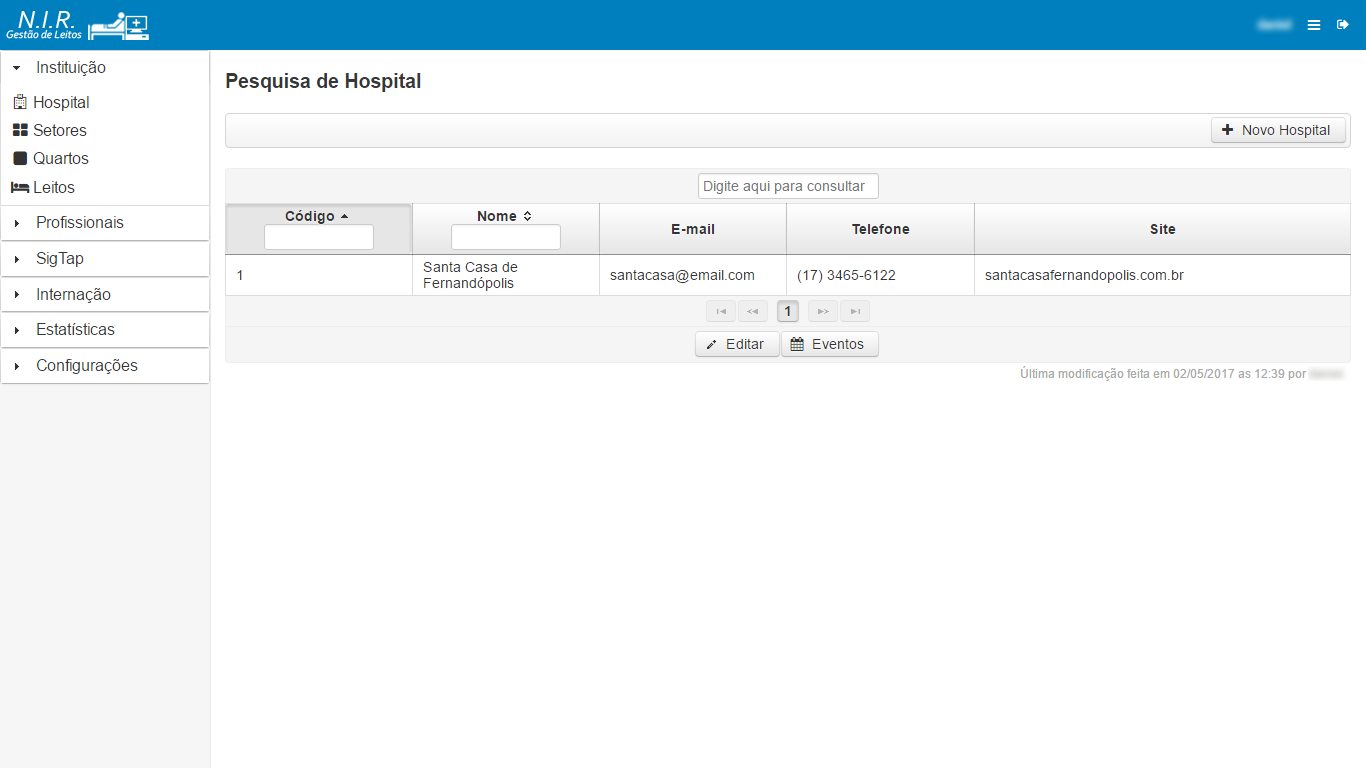 N.I.R.
Gestão de Leitos
Instituição
Hospital
Setores
Quartos
Leitos
Profissionais
SigTap
Internação
Estatísticas
Configurações
Pesquisa de Hospital
Novo Hospital
Digite aqui para consultar
Código Nome E-mail Telefone Site
1 Santa Casa de Fernandópolis santacasa@email.com (17) 3465-6122 santacasafernandopolis.com.br
1
Editar Eventos
Última modificação feita em 02/05/2017 as 12:39 por